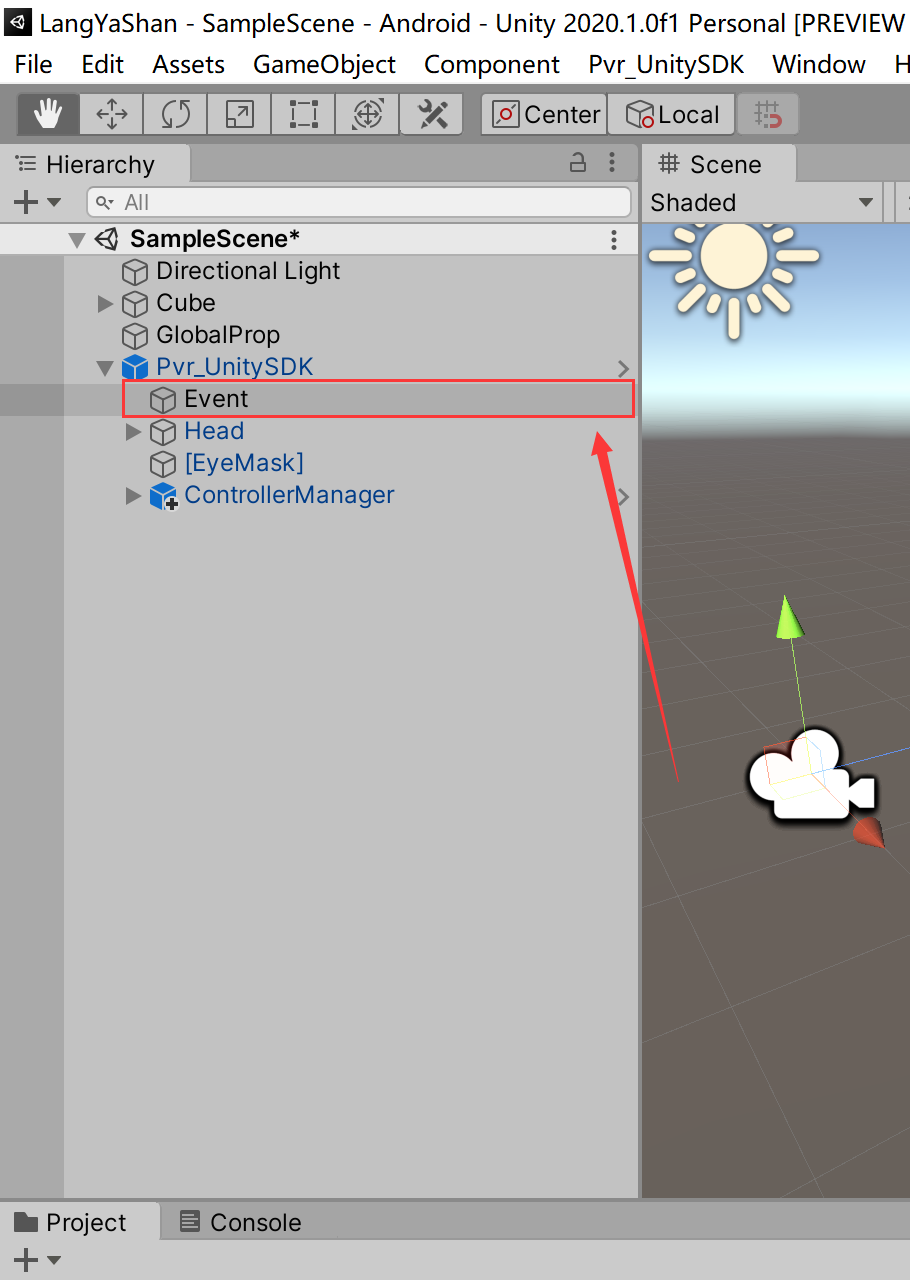 LangYaShan - SampleScene - Android - Unity 2020.1.0f1 Personal [PREVIEW
File Edit Assets GameObject Component Pvr_UnitySDK Window H
Center Local
Hierarchy
Scene
All
Shaded
SampleScene*
Directional Light
Cube
GlobalProp
Pvr_UnitySDK
Event
Head
[EyeMask]
ControllerManager
Project Console